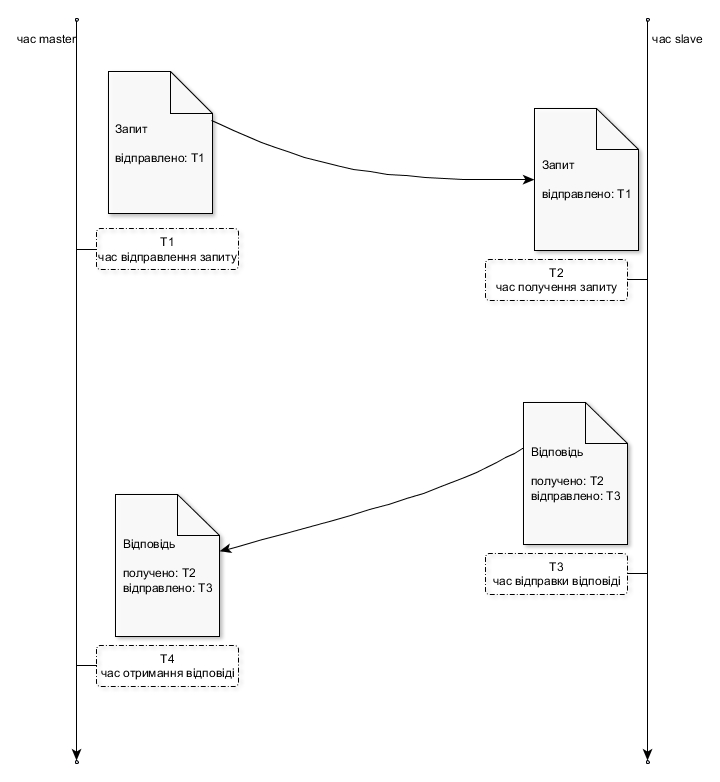 час master
час slave
Запит
відправлено: T1
Запит
відправлено: T1
T1
час відправлення запиту
T2
час получення запиту
Відповідь
получено: T2
відправлено: T3
Відповідь
получено: T2
відправлено: T3
T3
час відправки відповіді
T4
час отримання відповіді